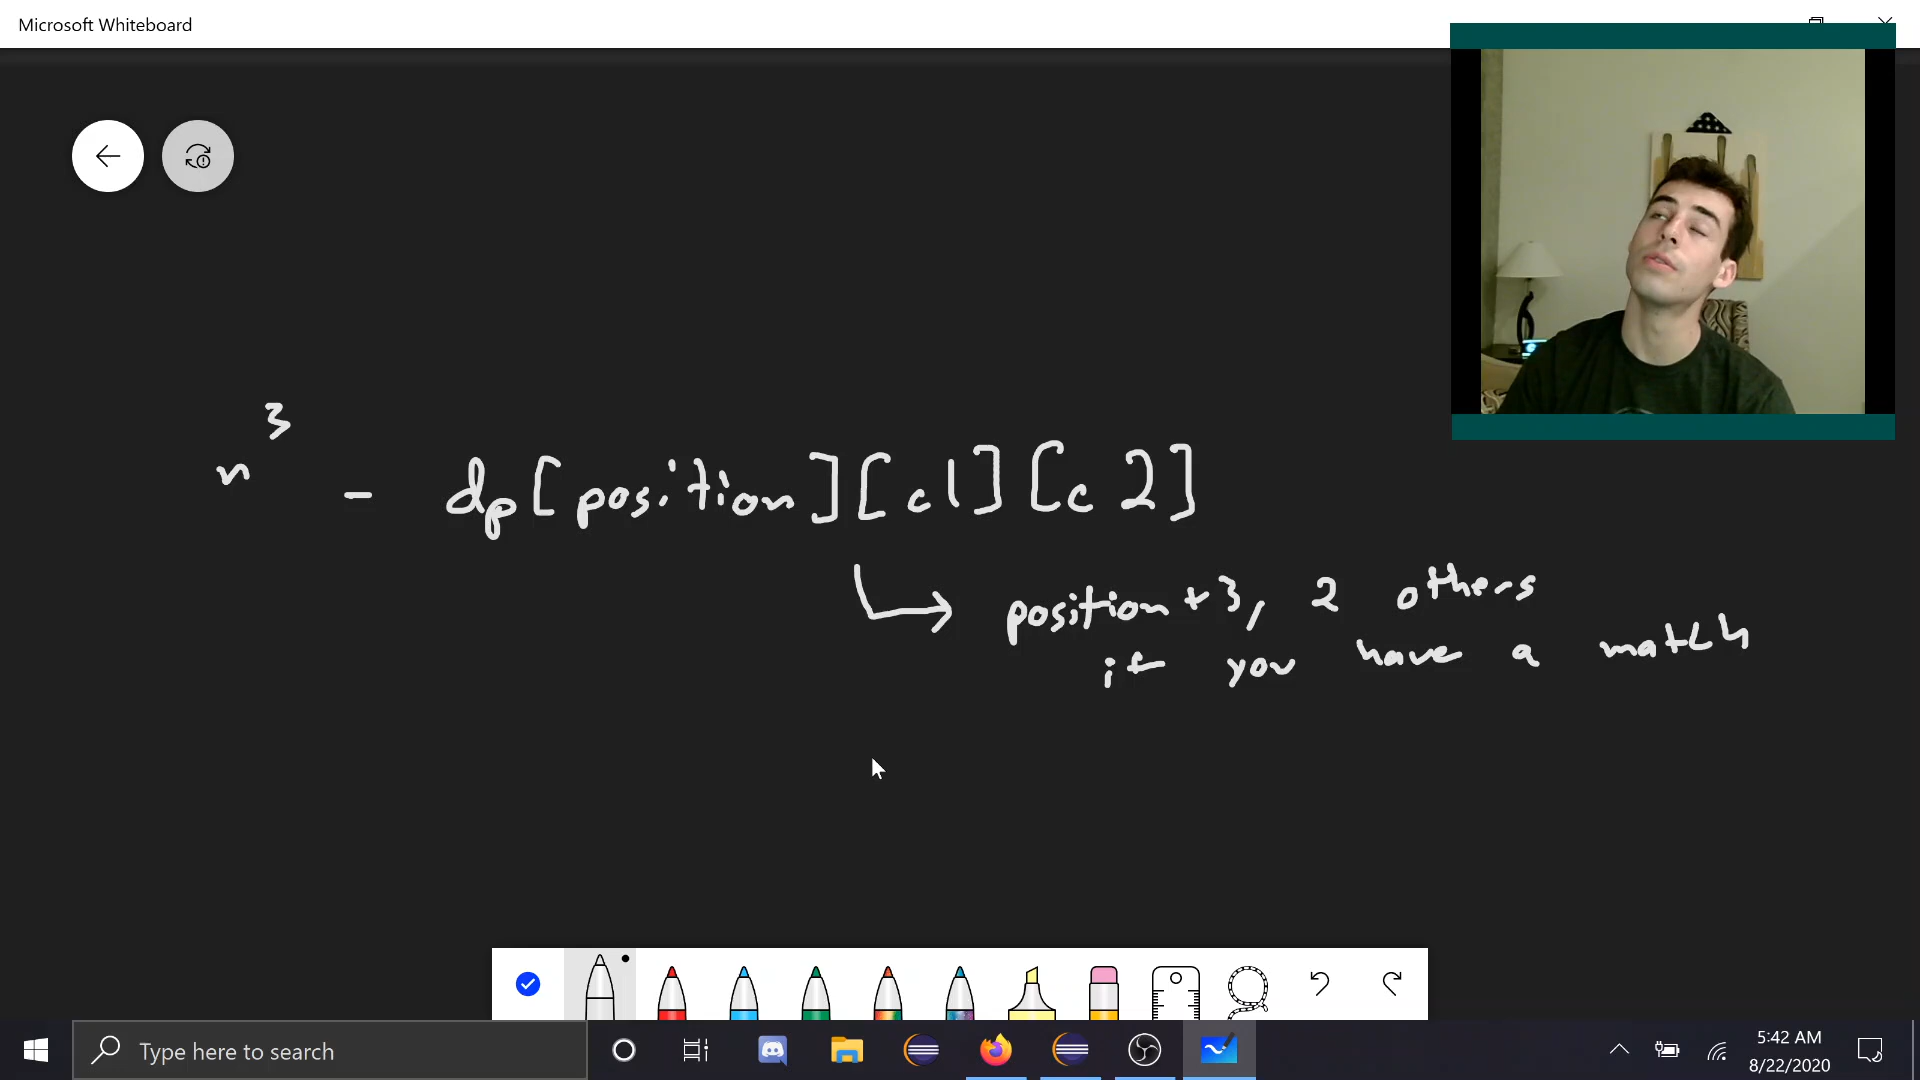 Microsoft Whiteboard
n³ - dp[position][c1][c2]
position+3, 2 others
if you have a match
Type here to search
5:42 AM
8/22/2020